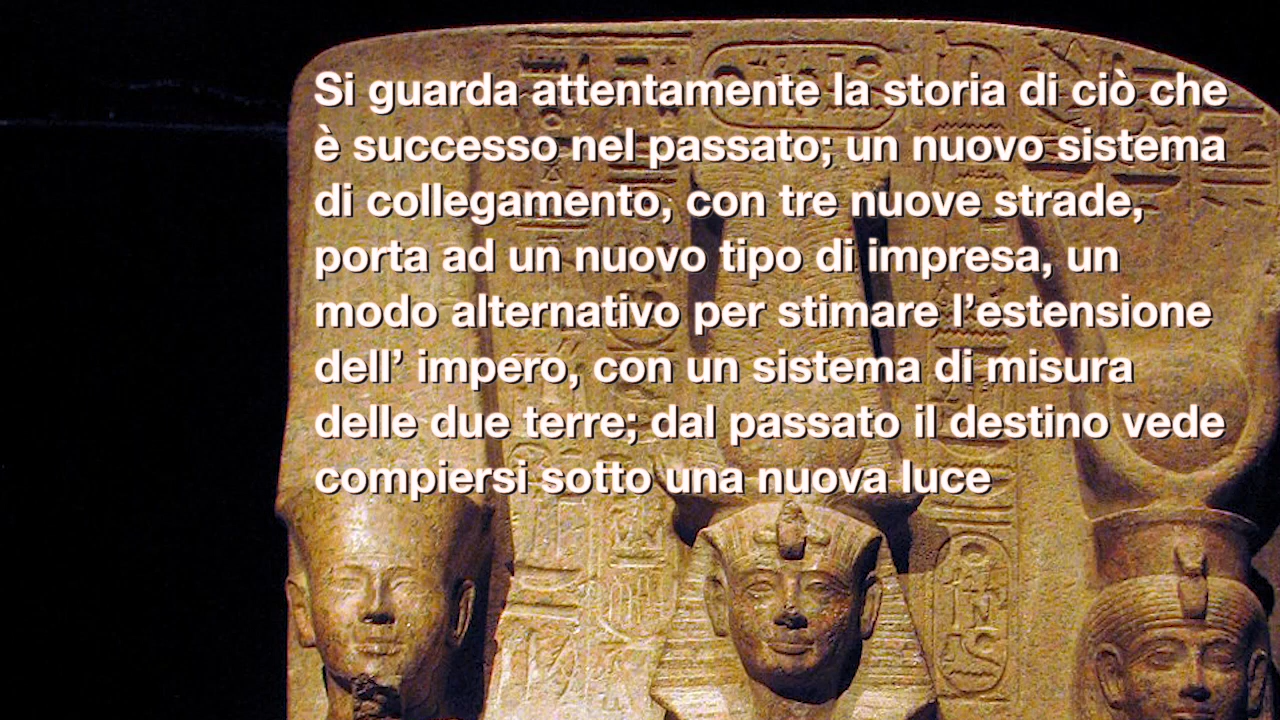 Si guarda attentamente la storia di ciò che
è successo nel passato; un nuovo sistema
di collegamento, con tre nuove strade,
porta ad un nuovo tipo di impresa, un
modo alternativo per stimare l’estensione
dell’ impero, con un sistema di misura
delle due terre; dal passato il destino vede
compiersi sotto una nuova luce